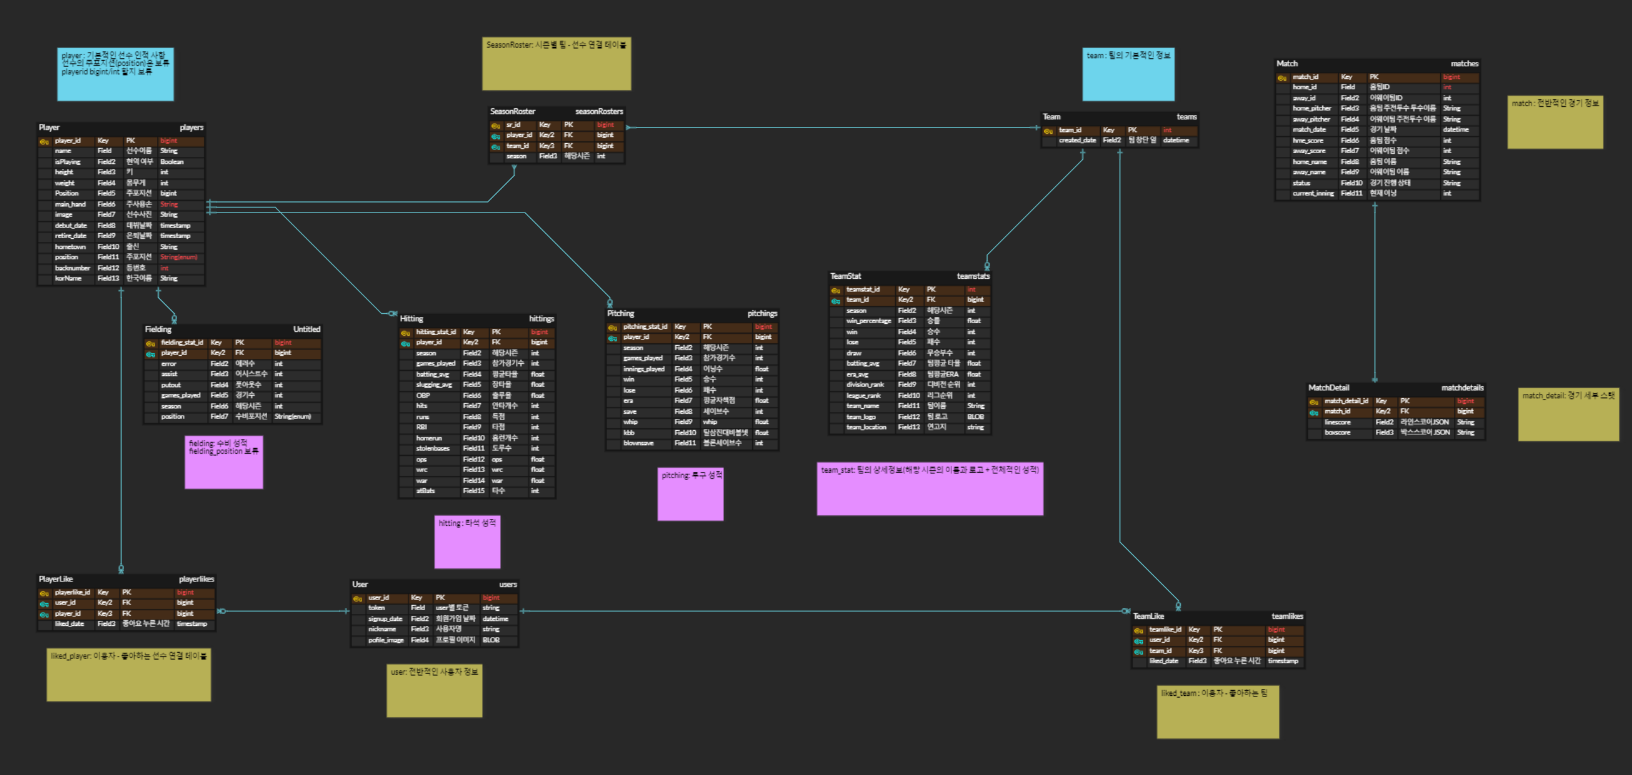 player : 기본적인 선수 인적 사항
선수의 주포지션(position)은 보류
playerid bigint/int 할지 보류
SeasonRoster: 시즌별 팀 - 선수 연결 테이블
team : 팀의 기본적인 정보
match : 전반적인 경기 정보
Player players
player_id Key PK bigint
name Field 선수이름 String
isPlaying Field2 현역 여부 Boolean
height Field3 키 int
weight Field4 몸무게 int
Position Field5 주포지션 bigint
main_hand Field6 주사용손 String
image Field7 선수사진 String
debut_date Field8 데뷔날짜 timestamp
retire_date Field9 은퇴날짜 timestamp
hometown Field10 출신 String
position Field11 주포지션 String(enum)
backnumber Field12 등번호 int
korName Field13 한국이름 String
SeasonRoster seasonRosters
sr_id Key PK bigint
player_id Key2 FK bigint
team_id Key3 FK bigint
season Field3 해당시즌 int
Team teams
team_id Key PK int
created_date Field2 팀 창단 일 datetime
Match matches
match_id Key PK bigint
home_id Field 홈팀ID int
away_id Field2 어웨이팀ID int
home_pitcher Field3 홈팀 주전투수 투수이름 String
away_pitcher Field4 어웨이팀 주전투수 이름 String
match_date Field5 경기 날짜 datetime
hme_score Field6 홈팀 점수 int
away_score Field7 어웨이팀 점수 int
home_name Field8 홈팀 이름 String
away_name Field9 어웨이팀 이름 String
status Field10 경기 진행 상태 String
current_inning Field11 현재 이닝 int
Fielding Untitled
fielding_stat_id Key PK bigint
player_id Key2 FK bigint
error Field2 에러수 int
assist Field3 어시스트수 int
putout Field4 풋아웃수 int
games_played Field5 경기수 int
season Field6 해당시즌 int
position Field7 수비포지션 String(enum)
fielding: 수비 성적
fielding_position 보류
Hitting hittings
hitting_stat_id Key PK bigint
player_id Key2 FK bigint
season Field2 해당시즌 int
games_played Field3 참가경기수 int
batting_avg Field4 평균타율 float
slugging_avg Field5 장타율 float
OBP Field6 출루율 float
hits Field7 안타개수 int
runs Field8 득점 int
RBI Field9 타점 int
homerun Field10 홈런개수 int
stolenbases Field11 도루수 int
ops Field12 ops float
wrc Field13 wrc float
war Field14 war float
atBats Field15 타수 int
hitting : 타석 성적
Pitching pitchings
pitching_stat_id Key PK bigint
player_id Key2 FK bigint
season Field2 해당시즌 int
games_played Field3 참가경기수 int
innings_played Field4 이닝수 float
win Field5 승수 int
lose Field6 패수 int
era Field7 평균자책점 float
save Field8 세이브수 int
whip Field9 whip float
kbb Field10 탈삼진대비볼넷 float
blownsave Field11 블론세이브수 int
pitching: 투구 성적
TeamStat teamstats
teamstat_id Key PK int
team_id Key2 FK bigint
season Field2 해당시즌 int
win_percentage Field3 승률 float
win Field4 승수 int
lose Field5 패수 int
draw Field6 무승부수 int
batting_avg Field7 팀평균 타율 float
era_avg Field8 팀평균ERA float
division_rank Field9 디비전 순위 int
league_rank Field10 리그순위 int
team_name Field11 팀이름 String
team_logo Field12 팀 로고 BLOB
team_location Field13 연고지 string
team_stat: 팀의 상세정보(해당 시즌의 이름과 로고 + 전체적인 성적)
MatchDetail matchdetails
match_detail_id Key PK bigint
match_id Key2 FK bigint
linescore Field2 라인스코어JSON String
boxscore Field3 박스스코어JSON String
match_detail: 경기 세부 스탯
PlayerLike playerlikes
playerlike_id Key PK bigint
user_id Key2 FK bigint
player_id Key3 FK bigint
liked_date Field3 좋아요 누른 시간 timestamp
liked_player: 이용자 - 좋아하는 선수 연결 테이블
User users
user_id Key PK bigint
token Field user별 토큰 string
signup_date Field2 회원가입 날짜 datetime
nickname Field3 사용자명 string
pofile_image Field4 프로필 이미지 BLOB
user: 전반적인 사용자 정보
TeamLike teamlikes
teamlike_id Key PK bigint
user_id Key2 FK bigint
team_id Key3 FK bigint
liked_date Field3 좋아요 누른 시간 timestamp
liked_team : 이용자 - 좋아하는 팀